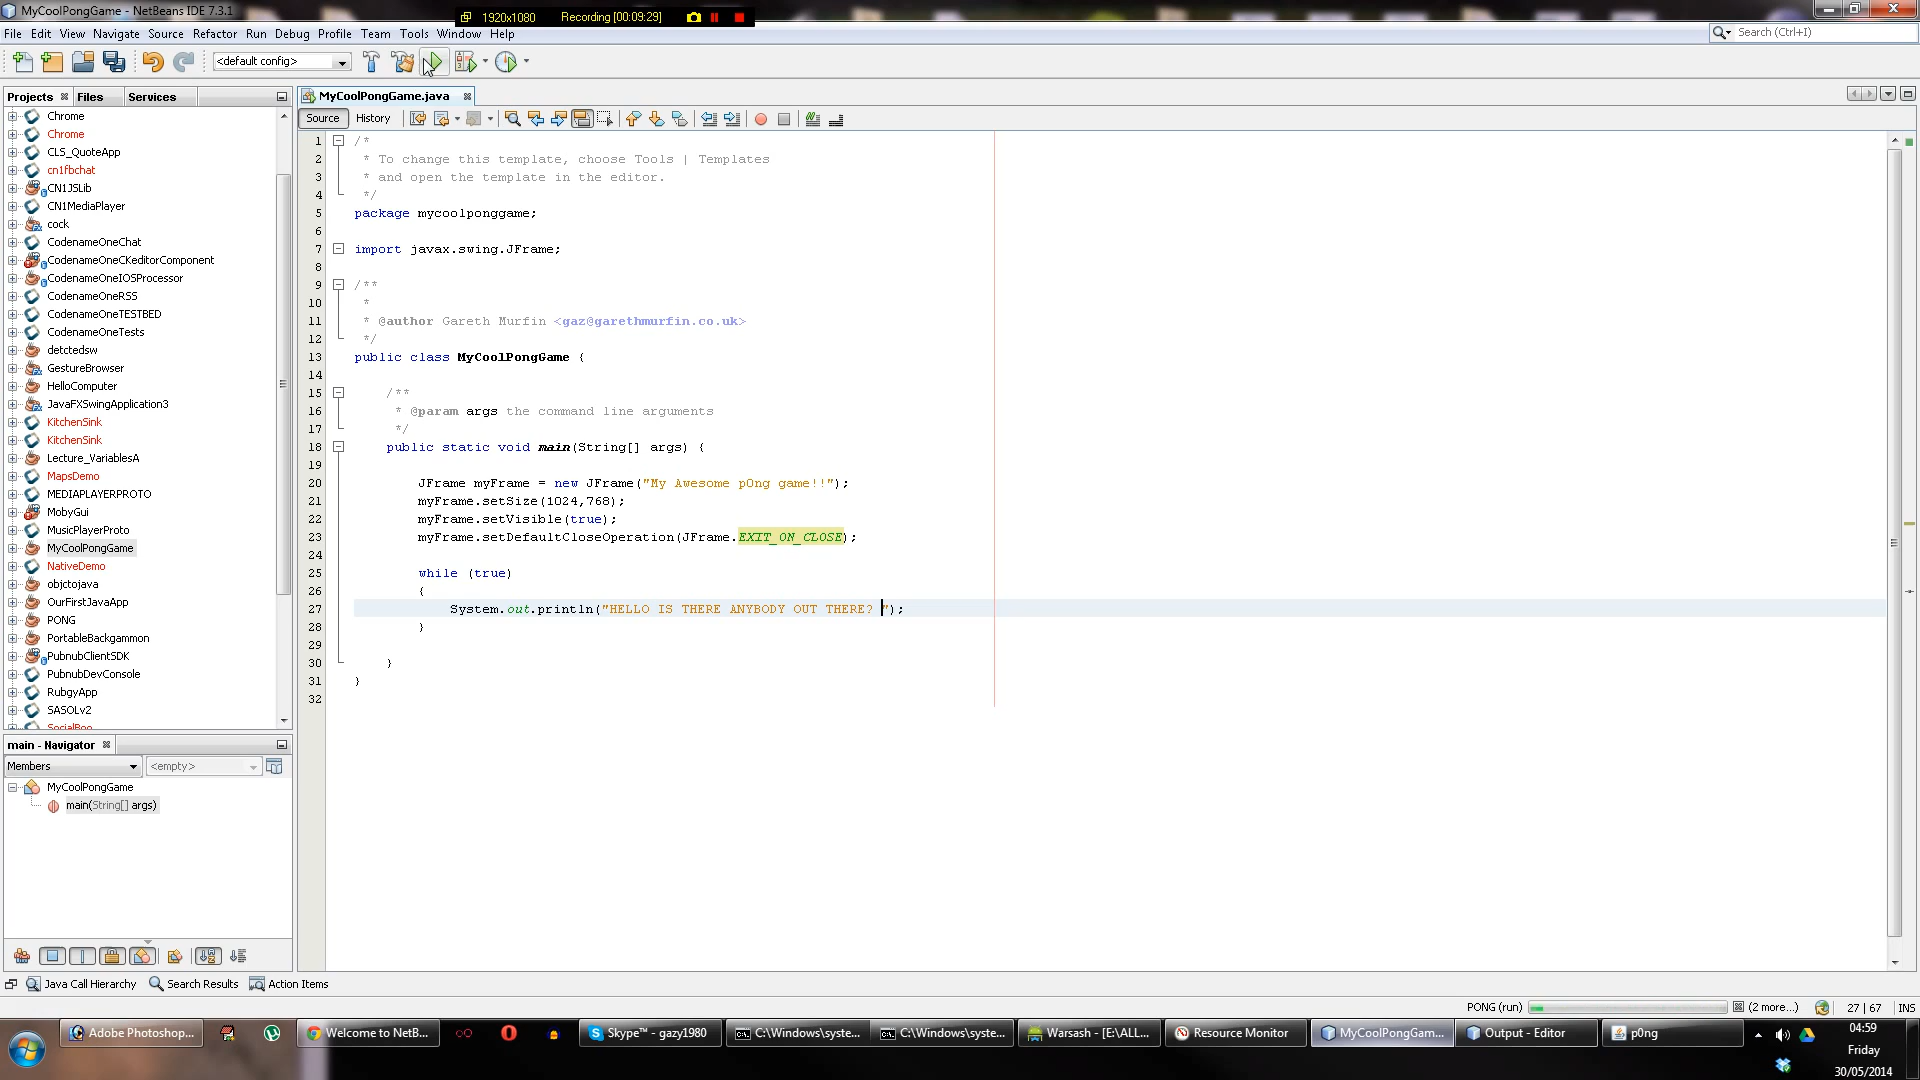 MyCoolPongGame - NetBeans IDE 7.3.1
1920x1080 Recording [00:09:29]
File Edit View Navigate Source Refactor Run Debug Profile Team Tools Window Help
Search (Ctrl+I)
<default config>
Projects Files Services
MyCoolPongGame.java
Source History
Chrome
Chrome
CLS_QuoteApp
cn1fbchat
CN1JSLib
CN1MediaPlayer
cock
CodenameOneChat
CodenameOneCKeditorComponent
CodenameOneIOSProcessor
CodenameOneRSS
CodenameOneTESTBED
CodenameOneTests
detctedsw
GestureBrowser
HelloComputer
JavaFXSwingApplication3
KitchenSink
KitchenSink
Lecture_VariablesA
MapsDemo
MEDIAPLAYERPROTO
MobyGui
MusicPlayerProto
MyCoolPongGame
NativeDemo
objctojava
OurFirstJavaApp
PONG
PortableBackgammon
PubnubClientSDK
PubnubDevConsole
RubgyApp
SASOLv2
SocialBoo
1 /*
2 * To change this template, choose Tools | Templates
3 * and open the template in the editor.
4 */
5 package mycoolponggame;
6
7 import javax.swing.JFrame;
8
9 /**
10 *
11 * @author Gareth Murfin <gaz@garethmurfin.co.uk>
12 */
13 public class MyCoolPongGame {
14
15 /**
16 * @param args the command line arguments
17 */
18 public static void main(String[] args) {
19
20 JFrame myFrame = new JFrame("My Awesome p0ng game!!");
21 myFrame.setSize(1024,768);
22 myFrame.setVisible(true);
23 myFrame.setDefaultCloseOperation(JFrame.EXIT_ON_CLOSE);
24
25 while (true)
26 {
27 System.out.println("HELLO IS THERE ANYBODY OUT THERE? ");
28 }
29
30 }
31 }
32
main - Navigator
Members <empty>
MyCoolPongGame
main(String[] args)
Java Call Hierarchy Search Results Action Items
PONG (run) (2 more...) 27 | 67 INS
Adobe Photoshop... Welcome to NetB... Skype™ - gazy1980 C:\Windows\syste... C:\Windows\syste... Warsash - [E:\ALL... Resource Monitor MyCoolPongGam... Output - Editor p0ng
04:59
Friday
30/05/2014